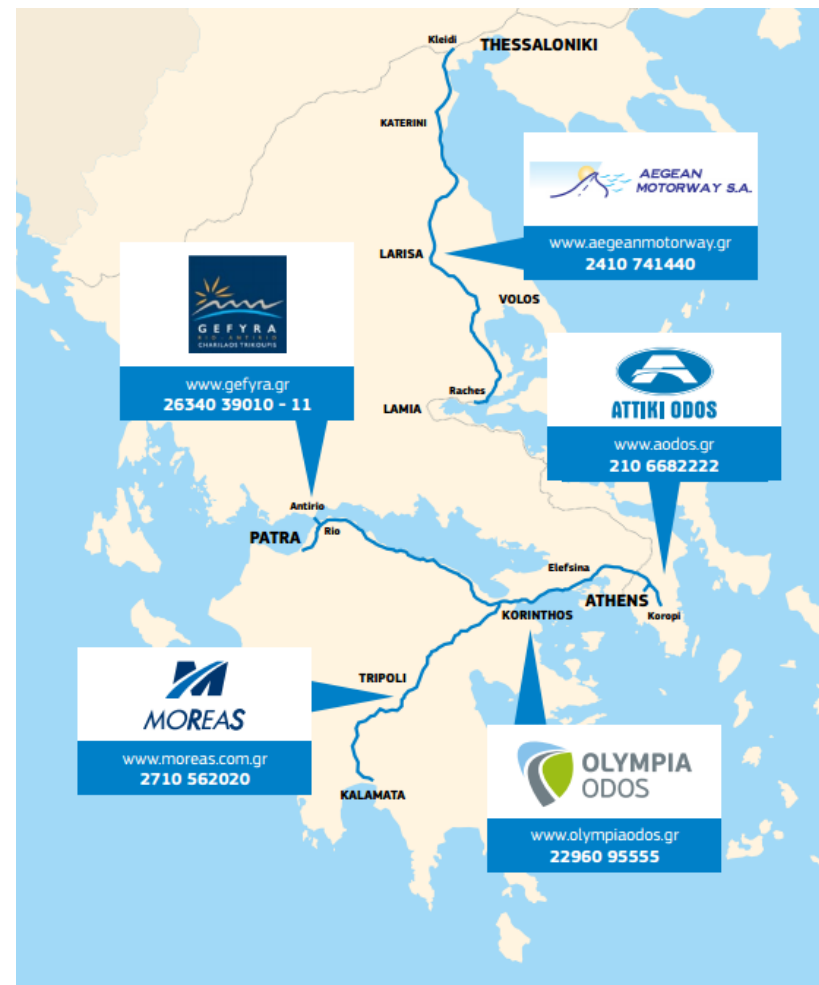 Kleidi
THESSALONIKI
KATERINI
AEGEAN
MOTORWAY S.A.
www.aegeanmotorway.gr
2410 741440
LARISA
VOLOS
GEFYRA
RIO ANTIRIO
CHARILAOS TRIKOUPIS
www.gefyra.gr
26340 39010 - 11
Raches
LAMIA
ATTIKI ODOS
www.aodos.gr
210 6682222
Antirio
Rio
PATRA
Elefsina
ATHENS
Koropi
KORINTHOS
TRIPOLI
MOREAS
www.moreas.com.gr
2710 562020
KALAMATA
OLYMPIA
ODOS
www.olympiaodos.gr
22960 95555